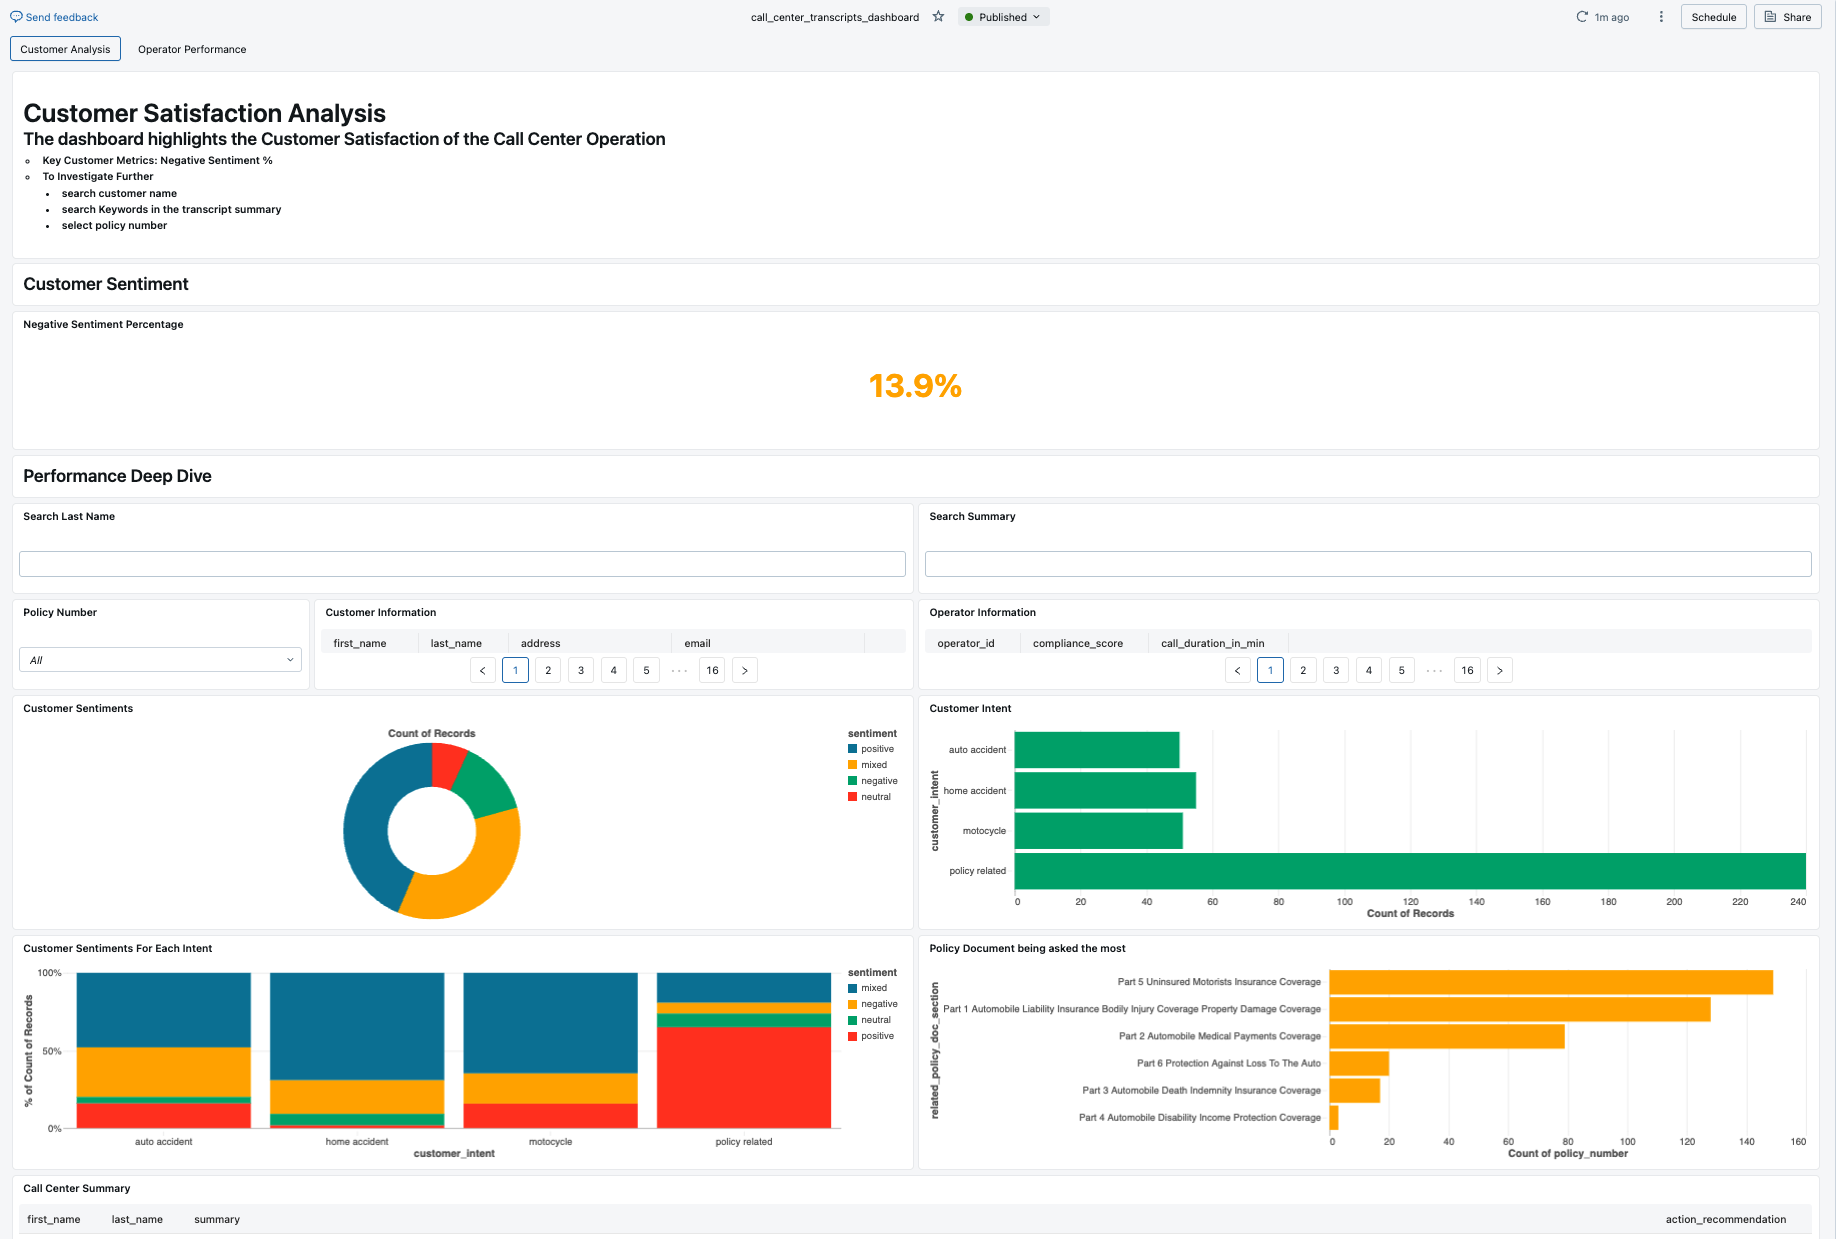 Send feedback
call_center_transcripts_dashboard
Published
1m ago
Schedule
Share
Customer Analysis
Operator Performance
Customer Satisfaction Analysis
The dashboard highlights the Customer Satisfaction of the Call Center Operation
Key Customer Metrics: Negative Sentiment %
To Investigate Further
search customer name
search Keywords in the transcript summary
select policy number
Customer Sentiment
Negative Sentiment Percentage
13.9%
Performance Deep Dive
Search Last Name
Search Summary
Policy Number
All
Customer Information
first_name last_name address email
< 1 2 3 4 5 ··· 16 >
Operator Information
operator_id compliance_score call_duration_in_min
< 1 2 3 4 5 ··· 16 >
Customer Sentiments
Count of Records
sentiment
positive
mixed
negative
neutral
Customer Intent
customer_intent
auto accident
home accident
motocycle
policy related
0 20 40 60 80 100 120 140 160 180 200 220 240
Count of Records
Customer Sentiments For Each Intent
% of Count of Records
100%
50%
0%
auto accident home accident motocycle policy related
customer_intent
sentiment
mixed
negative
neutral
positive
Policy Document being asked the most
related_policy_doc_section
Part 5 Uninsured Motorists Insurance Coverage
Part 1 Automobile Liability Insurance Bodily Injury Coverage Property Damage Coverage
Part 2 Automobile Medical Payments Coverage
Part 6 Protection Against Loss To The Auto
Part 3 Automobile Death Indemnity Insurance Coverage
Part 4 Automobile Disability Income Protection Coverage
0 20 40 60 80 100 120 140 160
Count of policy_number
Call Center Summary
first_name last_name summary action_recommendation